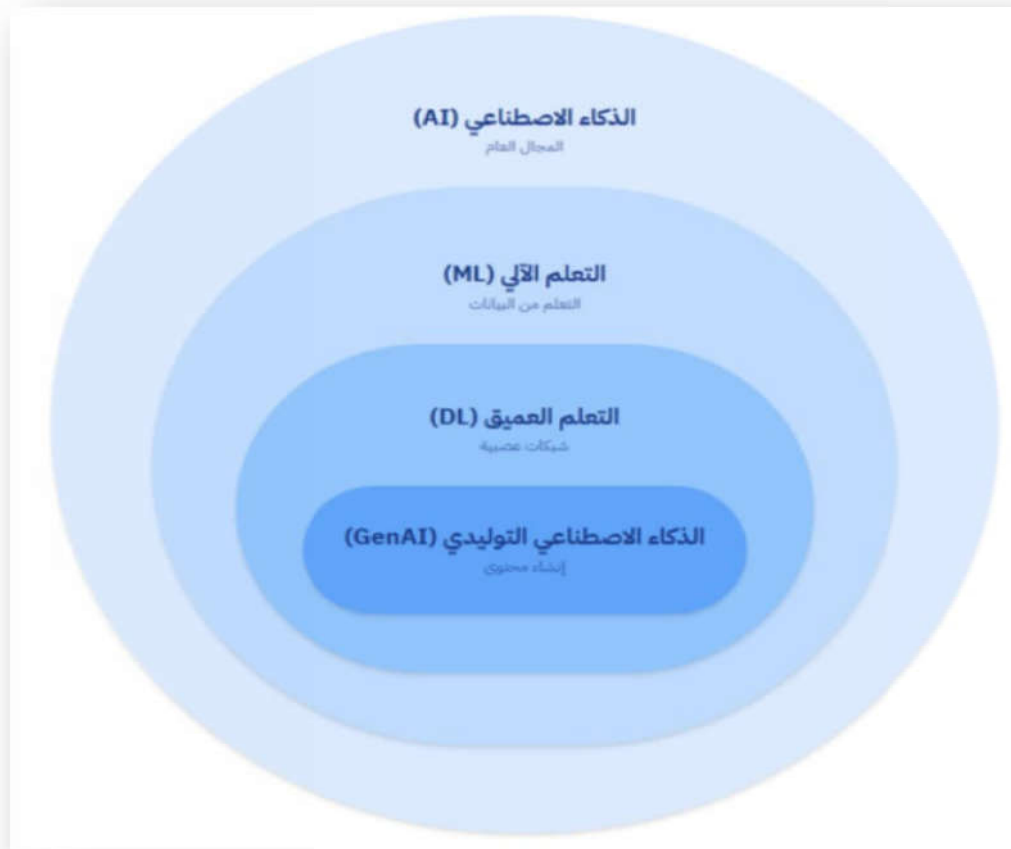 الذكاء الاصطناعي (AI)
المجال العام
التعلم الآلي (ML)
التعلم من البيانات
التعلم العميق (DL)
شبكات عصبية
الذكاء الاصطناعي التوليدي (GenAI)
إنشاء محتوى